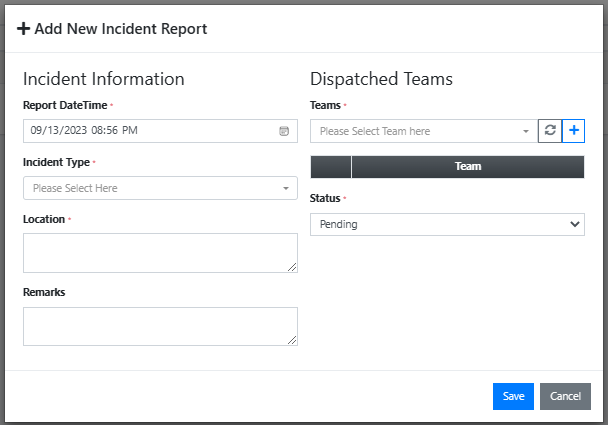 Add New Incident Report
Incident Information
Report DateTime *
09/13/2023 08:56 PM
Incident Type *
Please Select Here
Location *
Remarks
Dispatched Teams
Teams *
Please Select Team here
Team
Status *
Pending
Save
Cancel